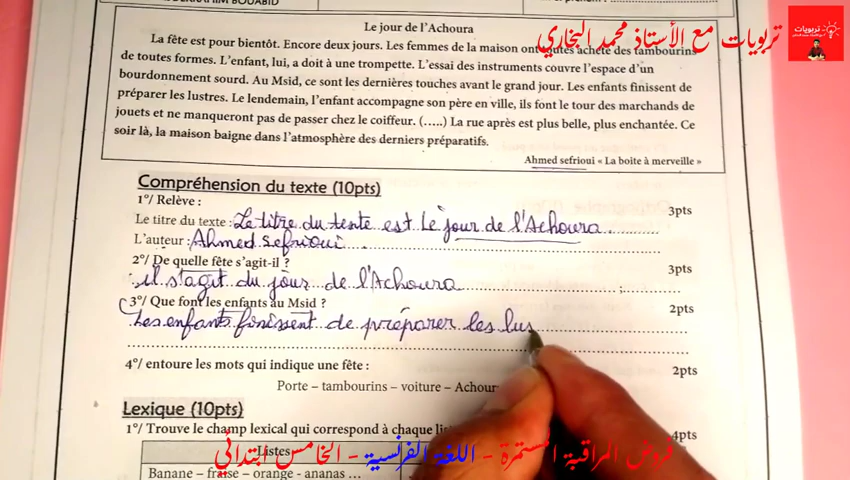 ABDERRAHIM BOUABID
تربويات مع الأستاذ محمد البخاري
تربويات
Le jour de l'Achoura
La fête est pour bientôt. Encore deux jours. Les femmes de la maison ont toutes acheté des tambourins
de toutes formes. L'enfant, lui, a doit à une trompette. L'essai des instruments couvre l'espace d'un
bourdonnement sourd. Au Msid, ce sont les dernières touches avant le grand jour. Les enfants finissent de
préparer les lustres. Le lendemain, l'enfant accompagne son père en ville, ils font le tour des marchands de
jouets et ne manqueront pas de passer chez le coiffeur. (.....) La rue après est plus belle, plus enchantée. Ce
soir là, la maison baigne dans l'atmosphère des derniers préparatifs.
Ahmed sefrioui « La boite à merveille »
Compréhension du texte (10pts)
1°/ Relève : 3pts
Le titre du texte : Le titre du texte est Le jour de l'Achoura
L'auteur : Ahmed Sefrioui
2°/ De quelle fête s'agit-il ? 3pts
il s'agit du jour de l'Achoura
3°/ Que font les enfants au Msid ? 2pts
Les enfants finissent de préparer les lus
4°/ entoure les mots qui indique une fête : 2pts
Porte – tambourins – voiture – Achour
Lexique (10pts)
1°/ Trouve le champ lexical qui correspond à chaque 4pts
فروض المراقبة المستمرة - اللغة الفرنسية - الخامس ابتدائي
Listes
Banane – fraise – orange - ananas ...